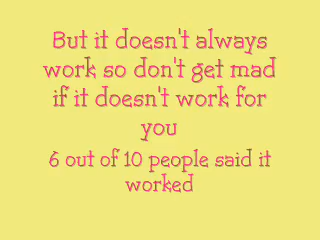 But it doesn't always
work so don't get mad
if it doesn't work for
you
6 out of 10 people said it
worked